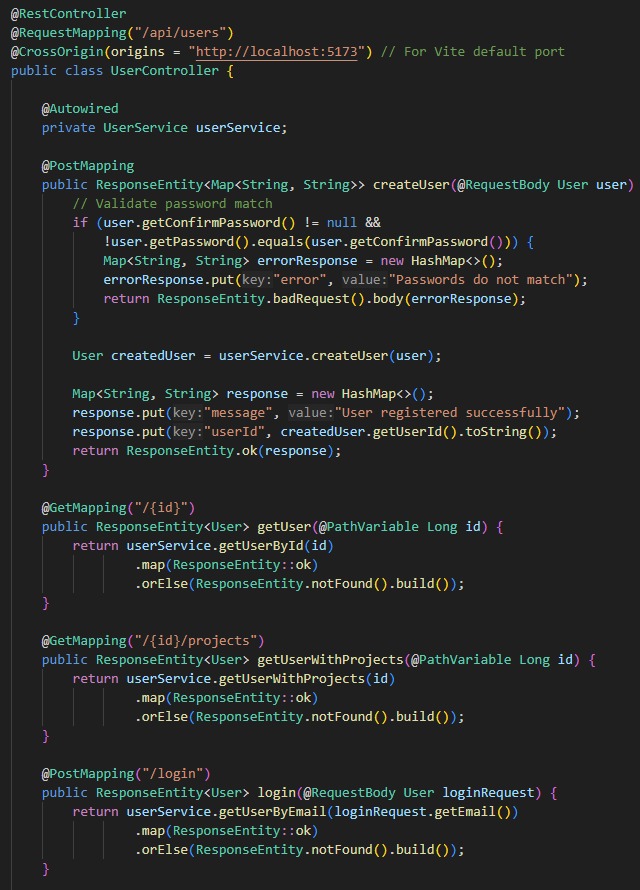 @RestController
@RequestMapping("/api/users")
@CrossOrigin(origins = "http://localhost:5173") // For Vite default port
public class UserController {
@Autowired
private UserService userService;
@PostMapping
public ResponseEntity<Map<String, String>> createUser(@RequestBody User user)
// Validate password match
if (user.getConfirmPassword() != null &&
!user.getPassword().equals(user.getConfirmPassword())) {
Map<String, String> errorResponse = new HashMap<>();
errorResponse.put(key:"error", value:"Passwords do not match");
return ResponseEntity.badRequest().body(errorResponse);
}
User createdUser = userService.createUser(user);
Map<String, String> response = new HashMap<>();
response.put(key:"message", value:"User registered successfully");
response.put(key:"userId", createdUser.getUserId().toString());
return ResponseEntity.ok(response);
}
@GetMapping("/{id}")
public ResponseEntity<User> getUser(@PathVariable Long id) {
return userService.getUserById(id)
.map(ResponseEntity::ok)
.orElse(ResponseEntity.notFound().build());
}
@GetMapping("/{id}/projects")
public ResponseEntity<User> getUserWithProjects(@PathVariable Long id) {
return userService.getUserWithProjects(id)
.map(ResponseEntity::ok)
.orElse(ResponseEntity.notFound().build());
}
@PostMapping("/login")
public ResponseEntity<User> login(@RequestBody User loginRequest) {
return userService.getUserByEmail(loginRequest.getEmail())
.map(ResponseEntity::ok)
.orElse(ResponseEntity.notFound().build());
}